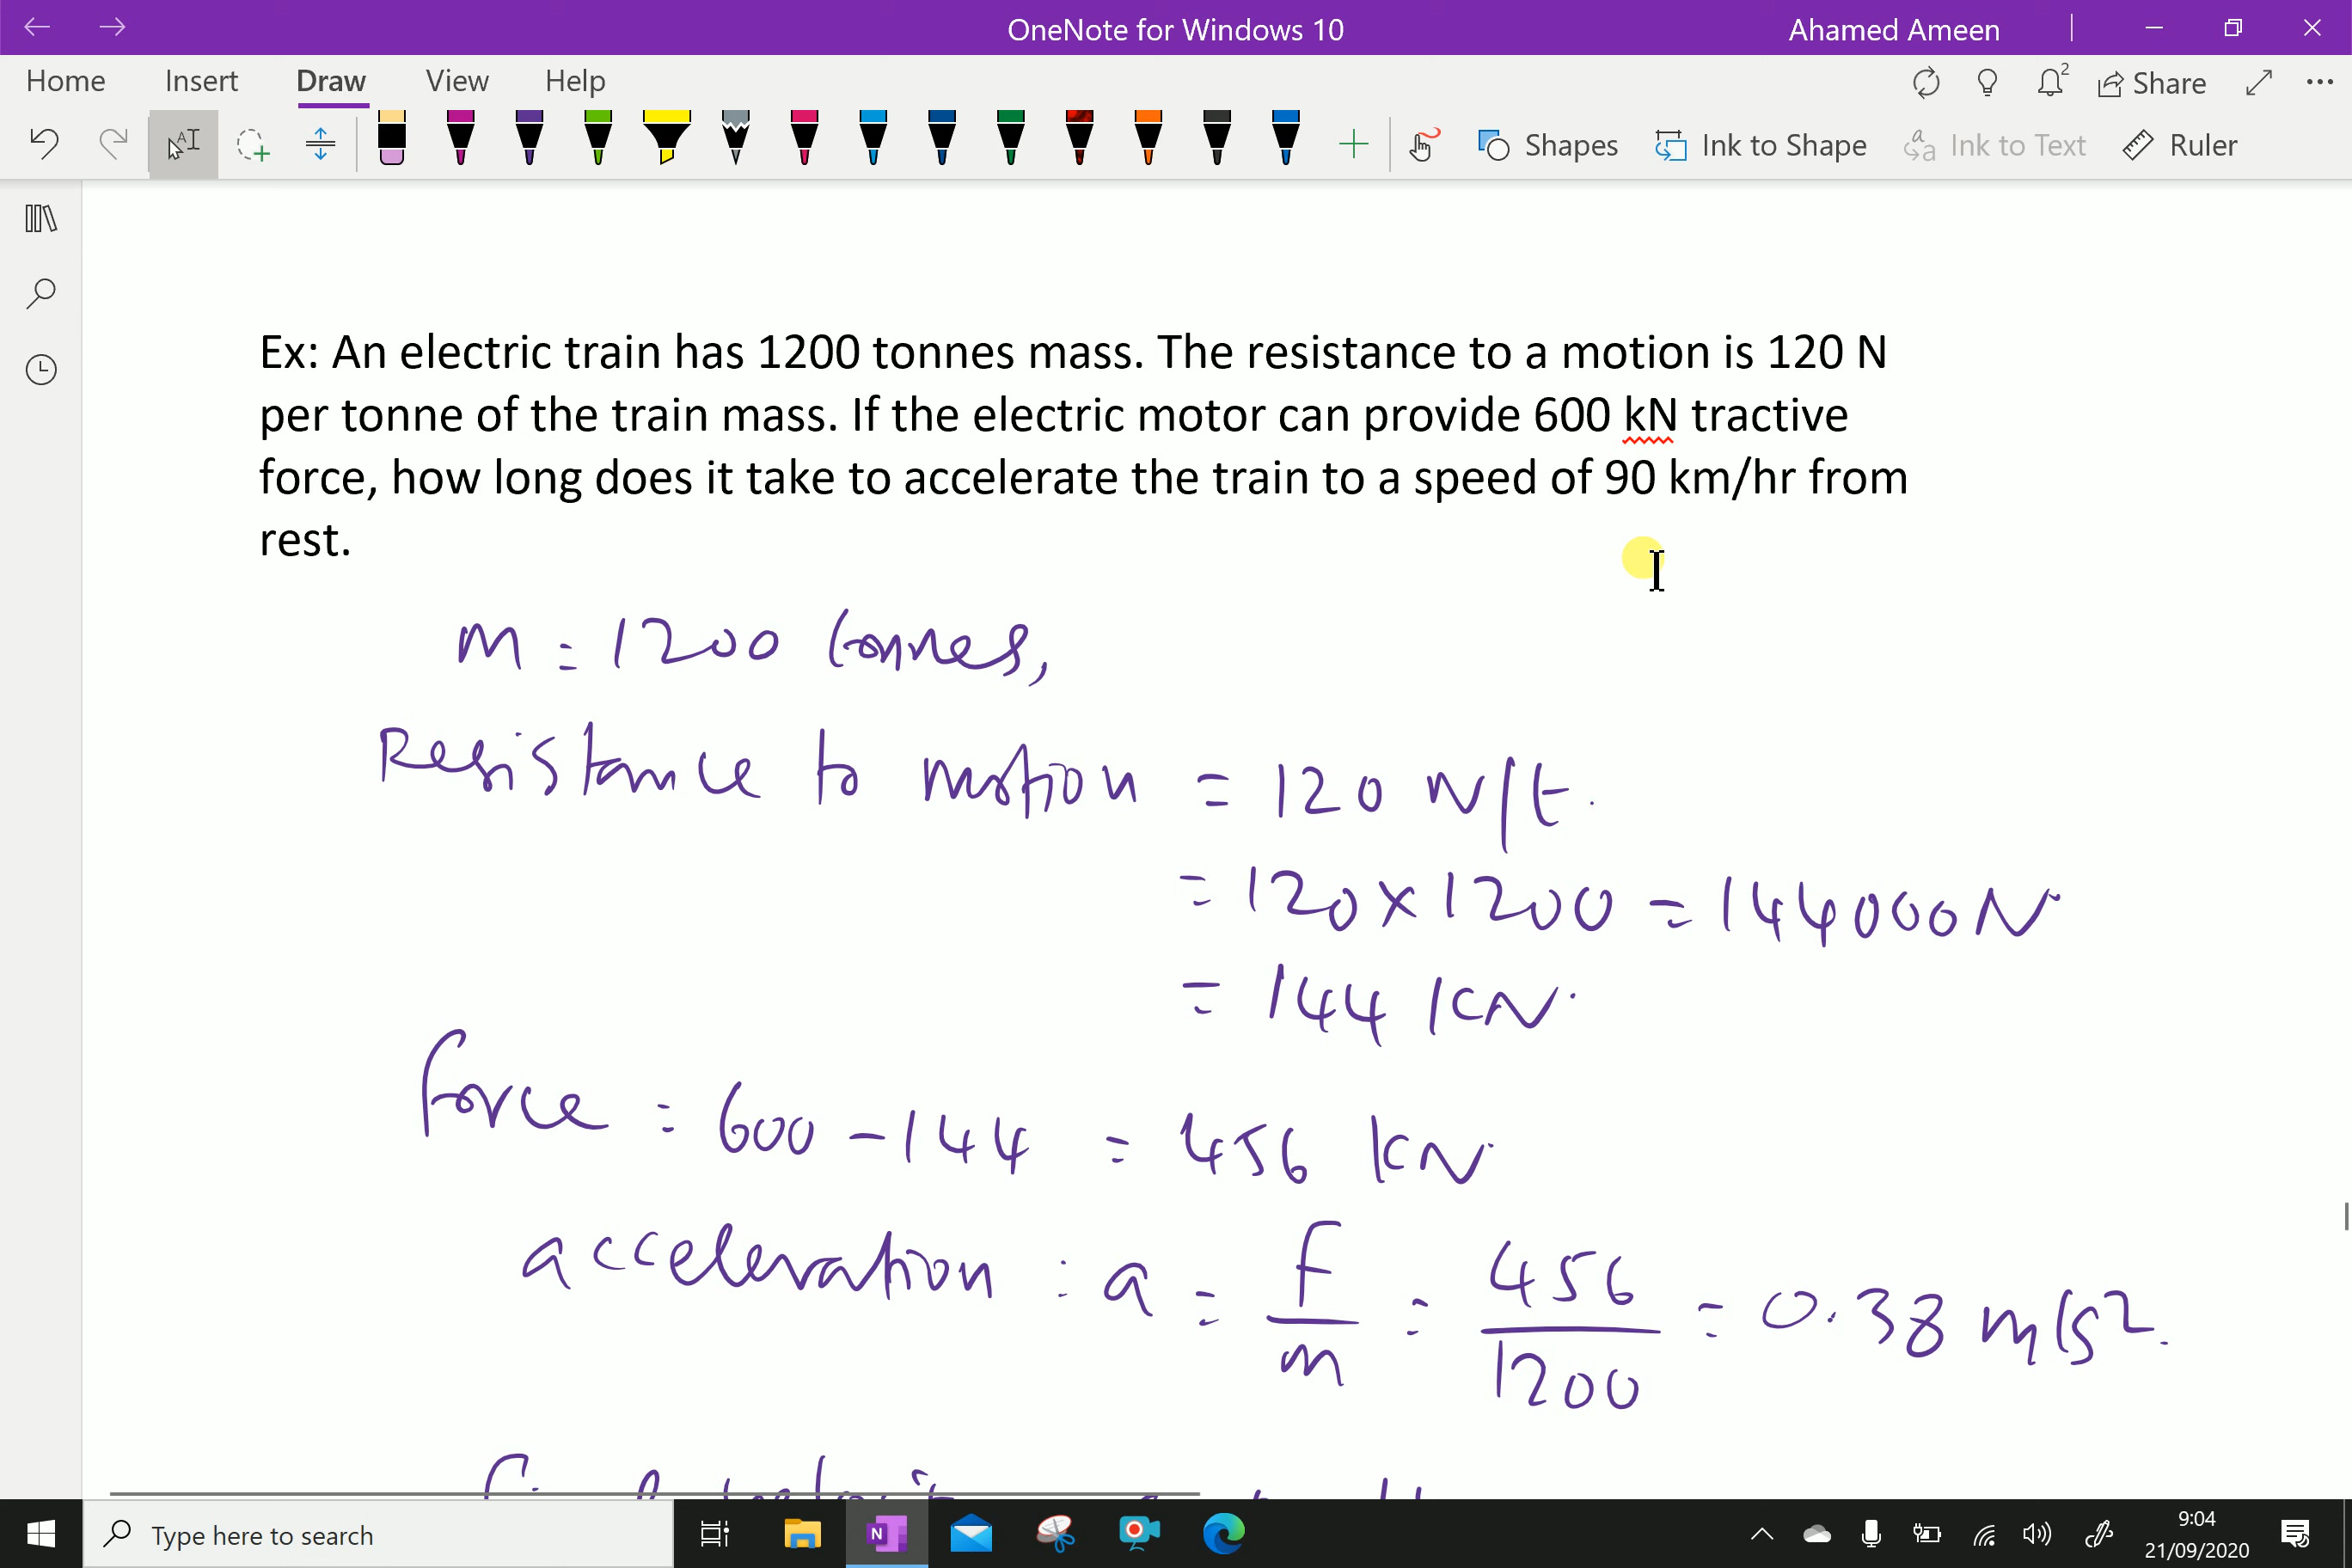 OneNote for Windows 10
Ahamed Ameen
Home Insert Draw View Help
2 Share
Shapes Ink to Shape Ink to Text Ruler
Ex: An electric train has 1200 tonnes mass. The resistance to a motion is 120 N
per tonne of the train mass. If the electric motor can provide 600 kN tractive
force, how long does it take to accelerate the train to a speed of 90 km/hr from
rest.
m = 1200 tonnes,
Resistance to motion = 120 N/t.
= 120 × 1200 = 144000 N.
= 144 KN.
Force = 600 - 144 = 456 KN.
acceleration : a = f/m = 456/1200 = 0.38 m/s².
Type here to search
9:04
21/09/2020